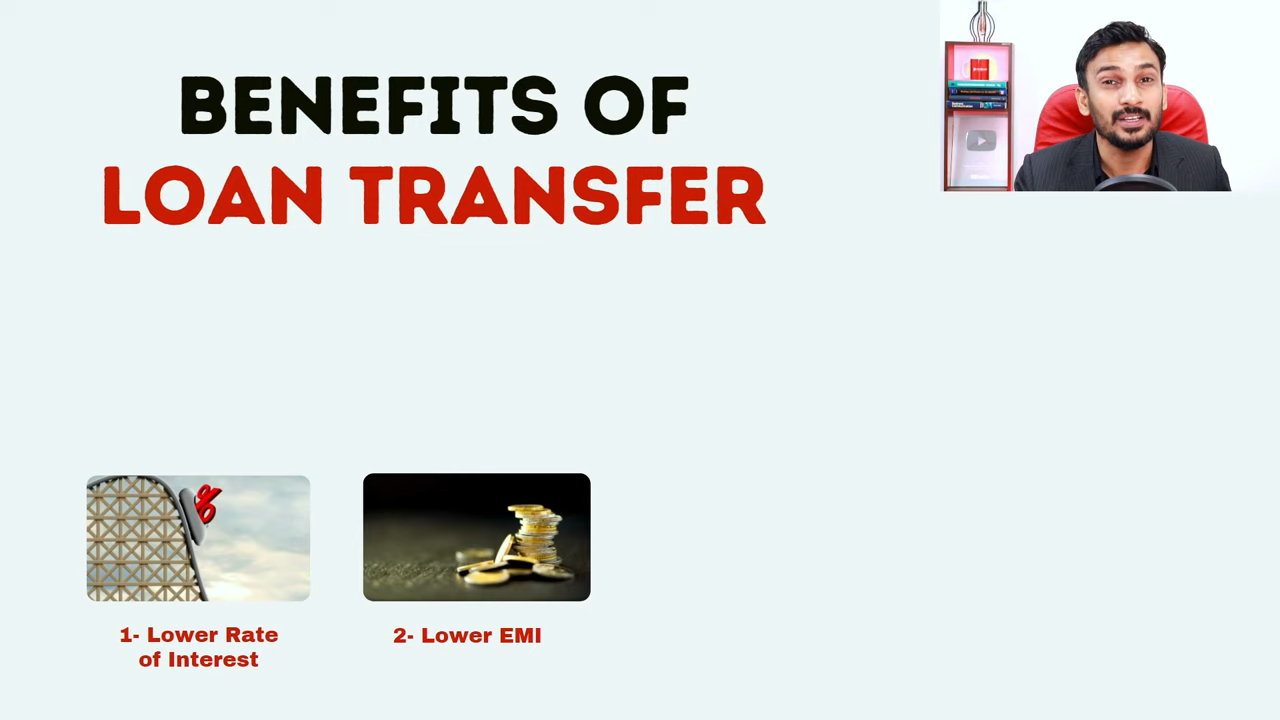 BENEFITS OF
LOAN TRANSFER
%
1- Lower Rate
of Interest
2- Lower EMI